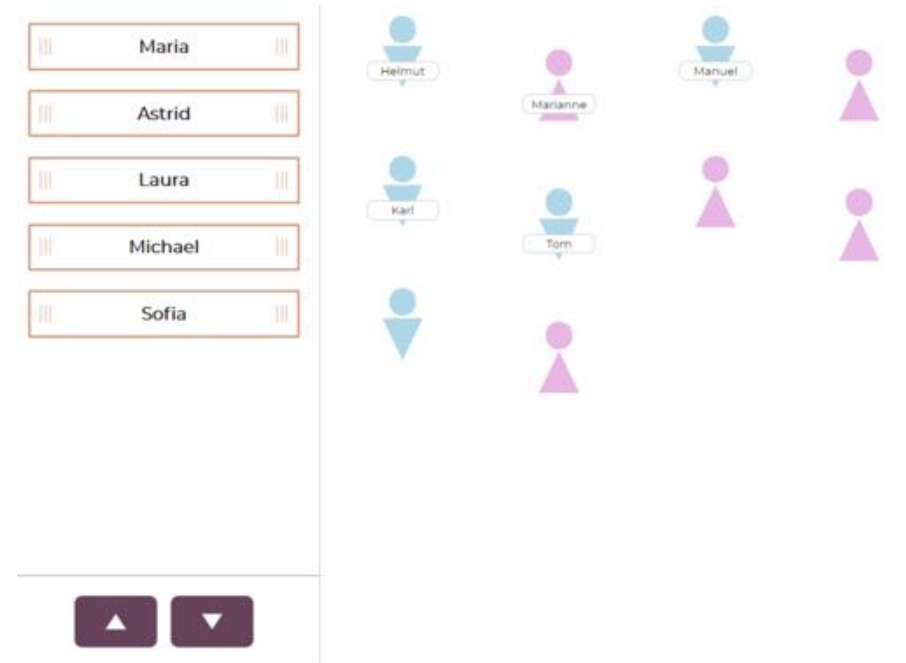 Maria
Astrid
Laura
Michael
Sofia
Helmut
Manuel
Marianne
Karl
Tom